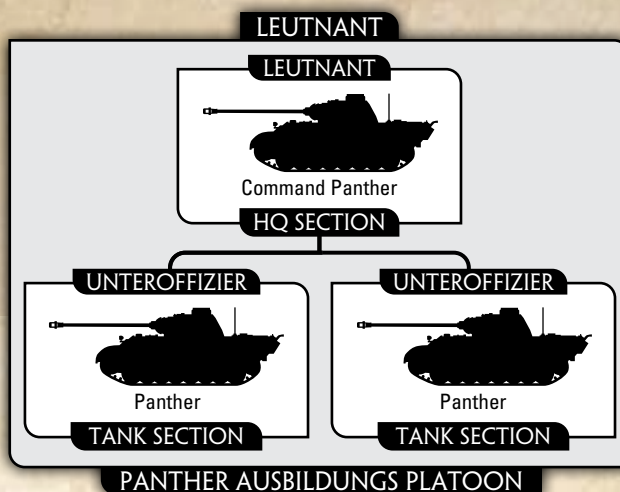 LEUTNANT
LEUTNANT
Command Panther
HQ SECTION
UNTEROFFIZIER UNTEROFFIZIER
Panther Panther
TANK SECTION TANK SECTION
PANTHER AUSBILDUNGS PLATOON